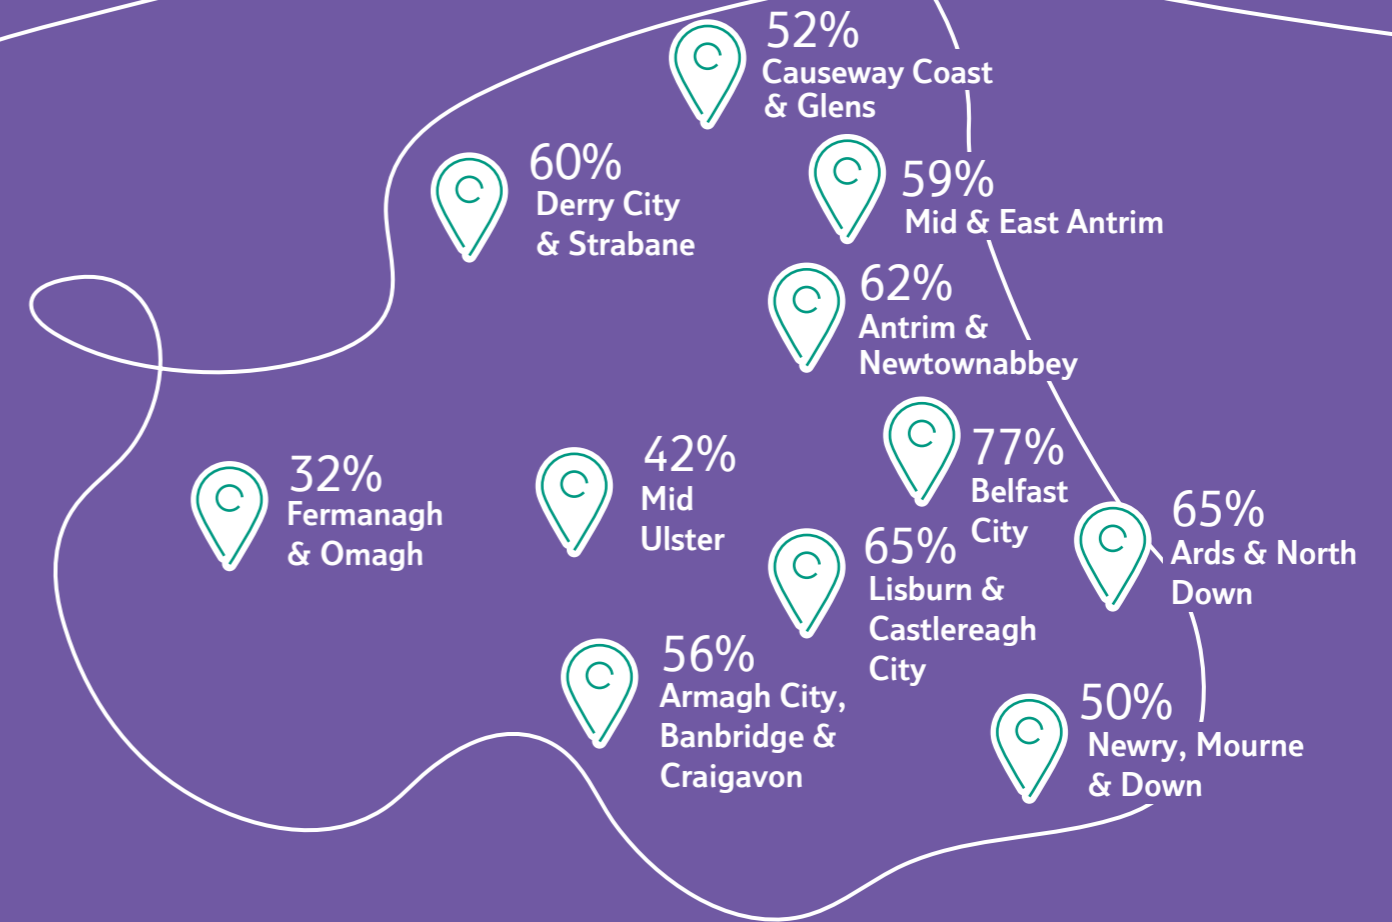 52%
Causeway Coast
& Glens
60%
Derry City
& Strabane
59%
Mid & East Antrim
62%
Antrim &
Newtownabbey
77%
Belfast
City
32%
Fermanagh
& Omagh
42%
Mid
Ulster
65%
Lisburn &
Castlereagh
City
65%
Ards & North
Down
56%
Armagh City,
Banbridge &
Craigavon
50%
Newry, Mourne
& Down